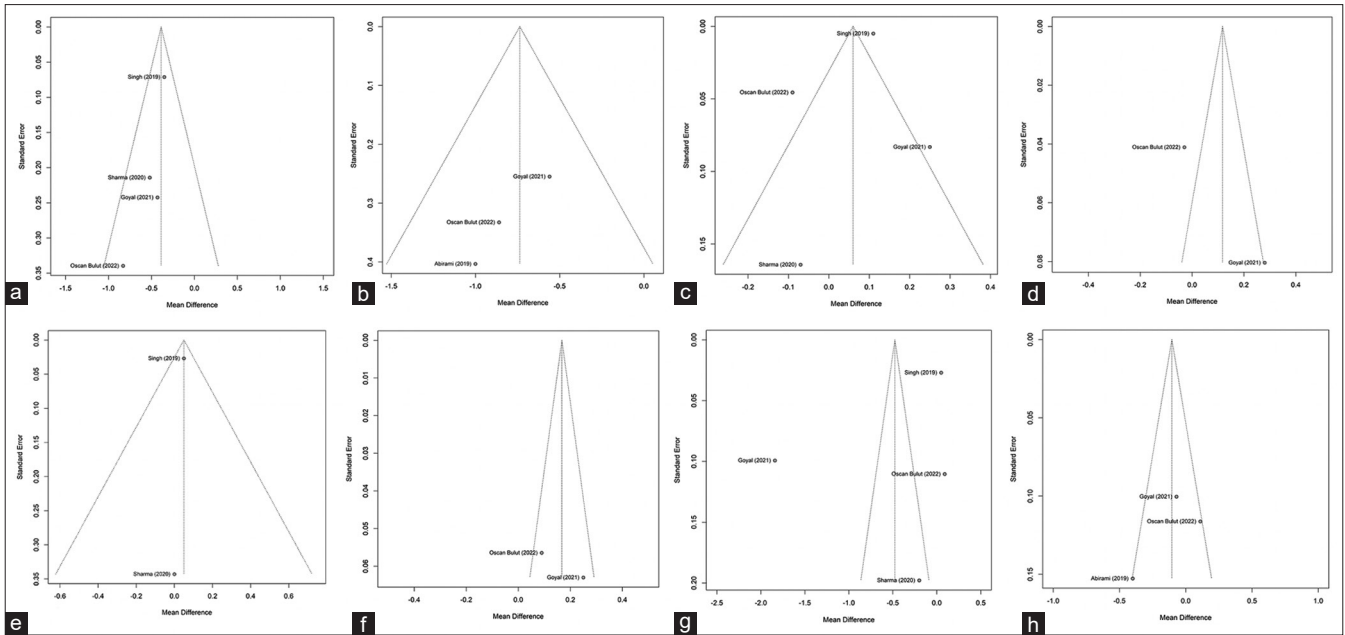 0.00
0.05
0.10
0.15
0.20
0.25
0.30
0.35
Standard Error
Singh (2019)
Sharma (2020)
Goyal (2021)
Oscan Bulut (2022)
-1.5 -1.0 -0.5 0.0 0.5 1.0 1.5
Mean Difference
a
0.0
0.1
0.2
0.3
0.4
Standard Error
Goyal (2021)
Oscan Bulut (2022)
Abirami (2019)
-1.5 -1.0 -0.5 0.0
Mean Difference
b
0.00
0.05
0.10
0.15
Standard Error
Singh (2019)
Oscan Bulut (2022)
Goyal (2021)
Sharma (2020)
-0.2 -0.1 0.0 0.1 0.2 0.3 0.4
Mean Difference
c
0.00
0.02
0.04
0.06
0.08
Standard Error
Oscan Bulut (2022)
Goyal (2021)
-0.4 -0.2 0.0 0.2 0.4
Mean Difference
d
0.00
0.05
0.10
0.15
0.20
0.25
0.30
0.35
Standard Error
Singh (2019)
Sharma (2020)
-0.6 -0.4 -0.2 0.0 0.2 0.4 0.6
Mean Difference
e
0.00
0.01
0.02
0.03
0.04
0.05
0.06
Standard Error
Oscan Bulut (2022)
Goyal (2021)
-0.4 -0.2 0.0 0.2 0.4
Mean Difference
f
0.00
0.05
0.10
0.15
0.20
Standard Error
Singh (2019)
Goyal (2021)
Oscan Bulut (2022)
Sharma (2020)
-2.5 -2.0 -1.5 -1.0 -0.5 0.0 0.5
Mean Difference
g
0.00
0.05
0.10
0.15
Standard Error
Goyal (2021)
Oscan Bulut (2022)
Abirami (2019)
-1.0 -0.5 0.0 0.5 1.0
Mean Difference
h